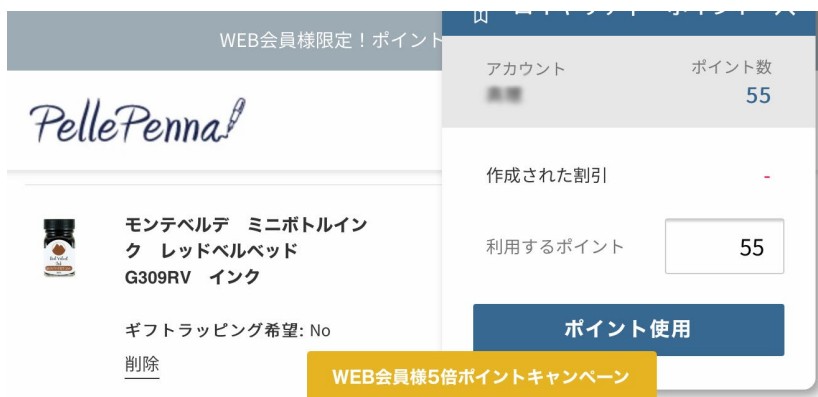 WEB会員様限定！ポイント
アカウント
ポイント数
55
PellePenna
作成された割引
-
モンテベルデ　ミニボトルイン
ク　レッドベルベッド
G309RV　インク
利用するポイント
55
ギフトラッピング希望: No
ポイント使用
削除
WEB会員様5倍ポイントキャンペーン